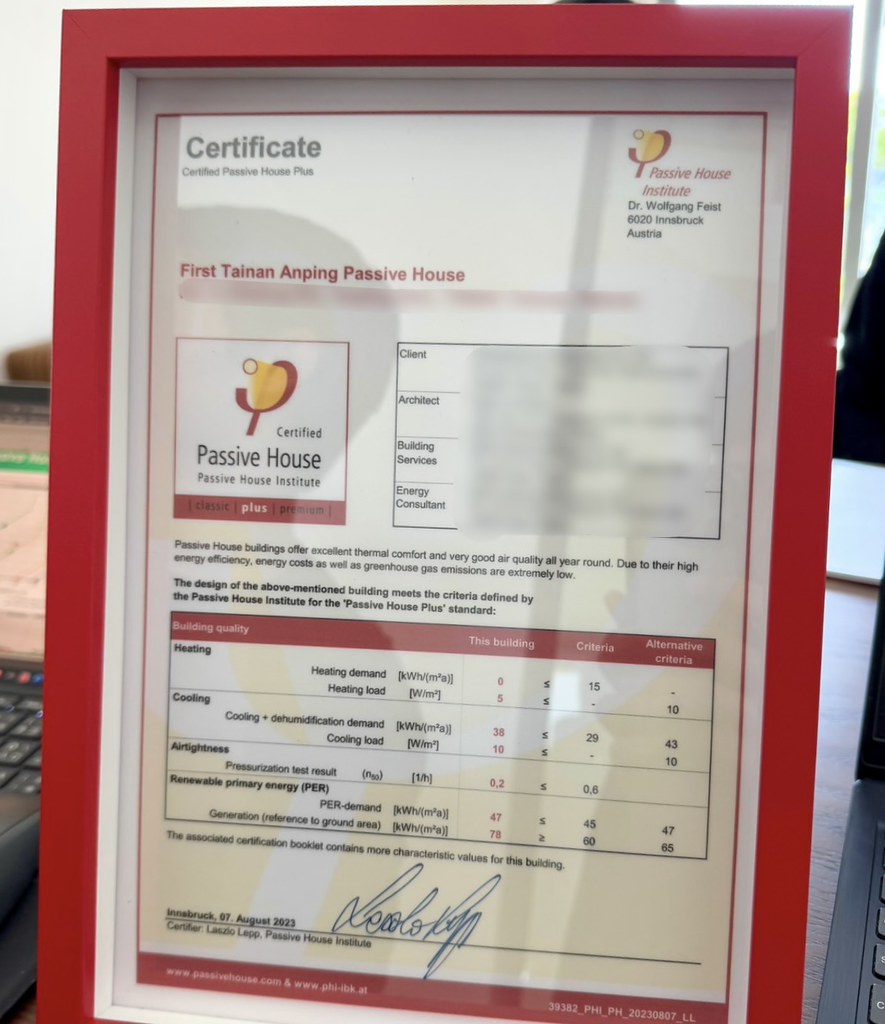 Certificate
Certified Passive House Plus
Passive House
Institute
Dr. Wolfgang Feist
6020 Innsbruck
Austria
First Tainan Anping Passive House
Certified
Passive House
Passive House Institute
| classic | plus | premium |
Client
Architect
Building
Services
Energy
Consultant
Passive House buildings offer excellent thermal comfort and very good air quality all year round. Due to their high
energy efficiency, energy costs as well as greenhouse gas emissions are extremely low.
The design of the above-mentioned building meets the criteria defined by
the Passive House Institute for the 'Passive House Plus' standard:
Building quality This building Criteria Alternative
criteria
Heating
Heating demand [kWh/(m²a)] 0 ≤ 15 -
Heating load [W/m²] 5 ≤ - 10
Cooling
Cooling + dehumidification demand [kWh/(m²a)] 38 ≤ 29 43
Cooling load [W/m²] 10 ≤ - 10
Airtightness
Pressurization test result (n50) [1/h] 0,2 ≤ 0,6
Renewable primary energy (PER)
PER-demand [kWh/(m²a)] 47 ≤ 45 47
Generation (reference to ground area) [kWh/(m²a)] 78 ≥ 60 65
The associated certification booklet contains more characteristic values for this building.
Innsbruck, 07. August 2023
Certifier: Laszlo Lepp, Passive House Institute
www.passivehouse.com & www.phi-ibk.at
39382_PHI_PH_20230807_LL